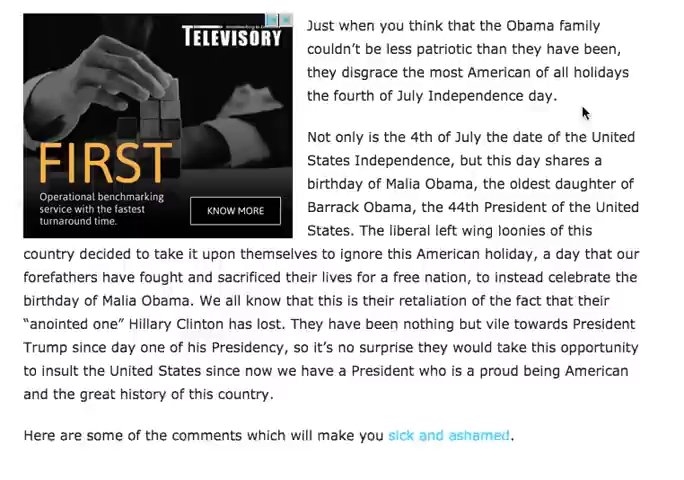 TELEVISORY
FIRST
Operational benchmarking
service with the fastest
turnaround time.
KNOW MORE
Just when you think that the Obama family
couldn’t be less patriotic than they have been,
they disgrace the most American of all holidays
the fourth of July Independence day.
Not only is the 4th of July the date of the United
States Independence, but this day shares a
birthday of Malia Obama, the oldest daughter of
Barrack Obama, the 44th President of the United
States. The liberal left wing loonies of this
country decided to take it upon themselves to ignore this American holiday, a day that our
forefathers have fought and sacrificed their lives for a free nation, to instead celebrate the
birthday of Malia Obama. We all know that this is their retaliation of the fact that their
“anointed one” Hillary Clinton has lost. They have been nothing but vile towards President
Trump since day one of his Presidency, so it’s no surprise they would take this opportunity
to insult the United States since now we have a President who is a proud being American
and the great history of this country.
Here are some of the comments which will make you sick and ashamed.